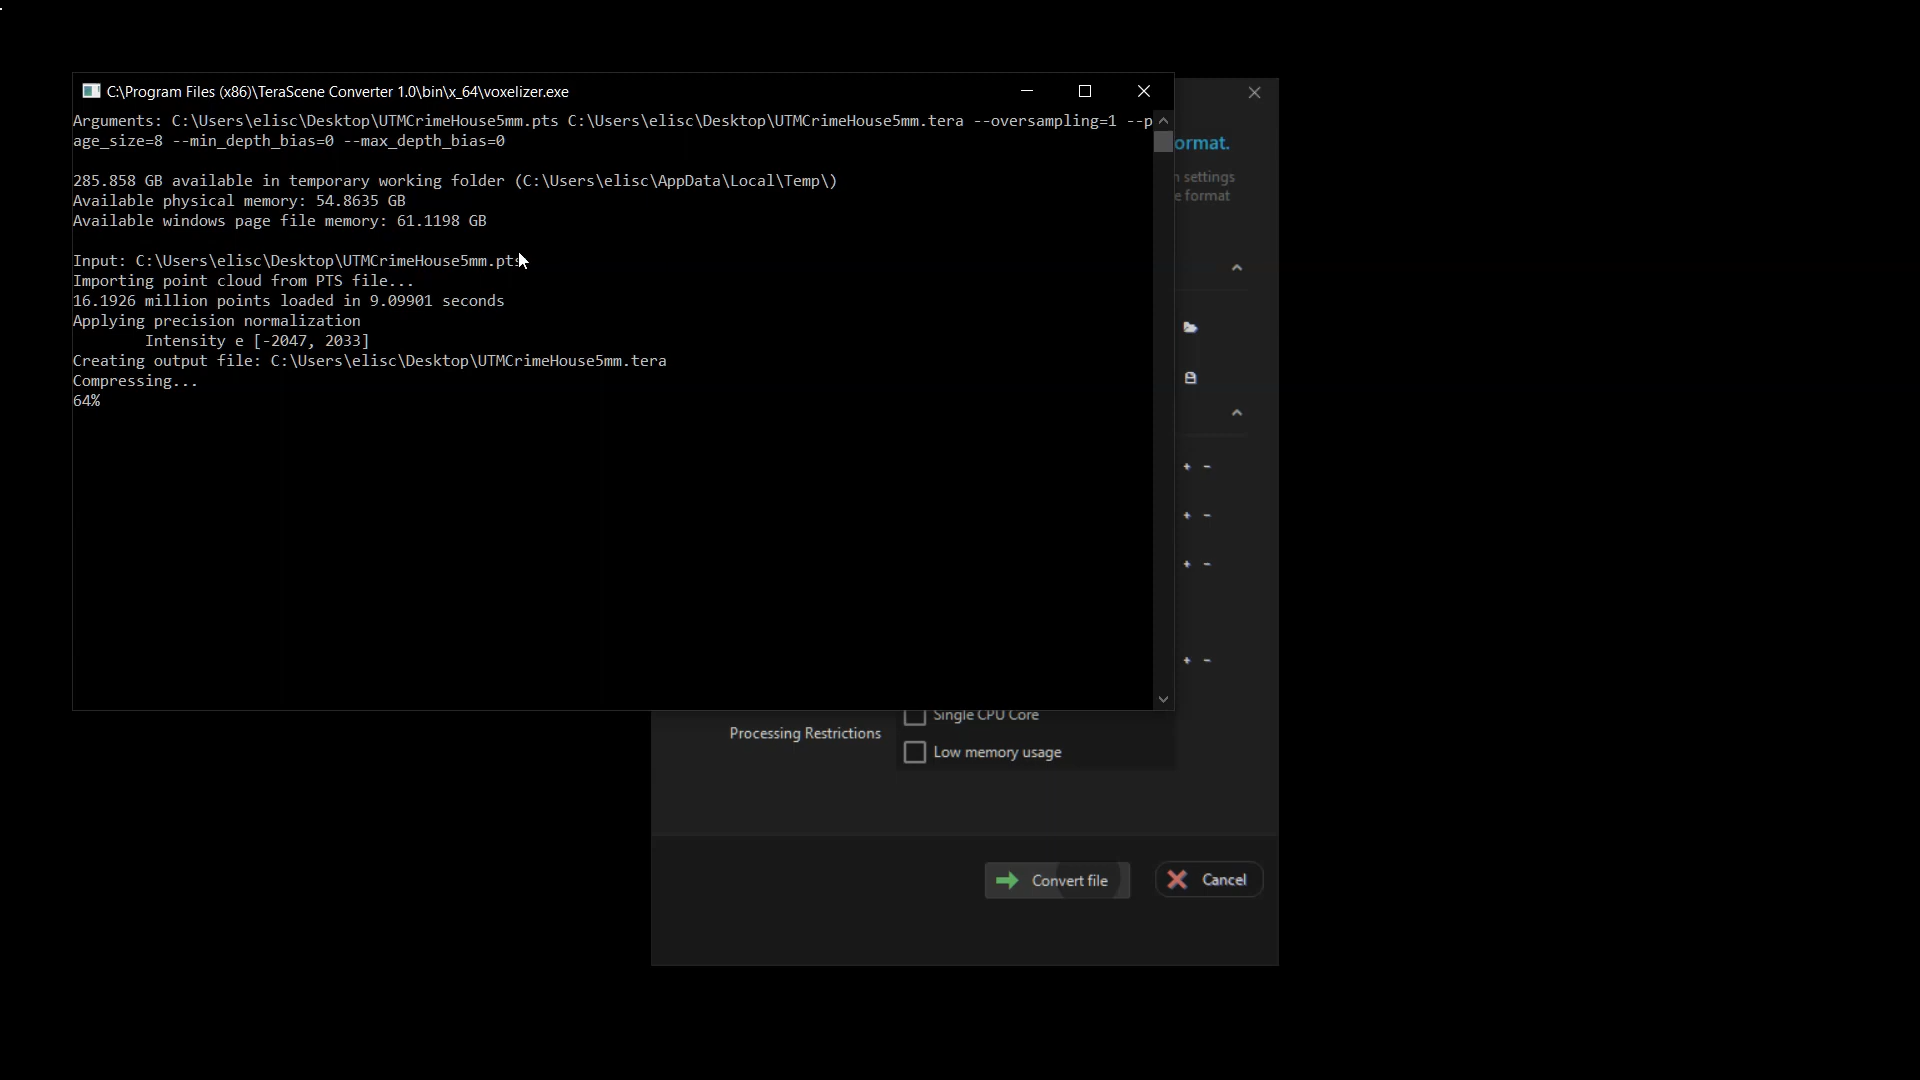 C:\Program Files (x86)\TeraScene Converter 1.0\bin\x_64\voxelizer.exe
Arguments: C:\Users\elisc\Desktop\UTMCrimeHouse5mm.pts C:\Users\elisc\Desktop\UTMCrimeHouse5mm.tera --oversampling=1 --p
age_size=8 --min_depth_bias=0 --max_depth_bias=0
285.858 GB available in temporary working folder (C:\Users\elisc\AppData\Local\Temp\)
Available physical memory: 54.8635 GB
Available windows page file memory: 61.1198 GB
Input: C:\Users\elisc\Desktop\UTMCrimeHouse5mm.pts
Importing point cloud from PTS file...
16.1926 million points loaded in 9.09901 seconds
Applying precision normalization
Intensity e [-2047, 2033]
Creating output file: C:\Users\elisc\Desktop\UTMCrimeHouse5mm.tera
Compressing...
64%
ormat.
n settings
e format
Single CPU Core
Processing Restrictions
Low memory usage
Convert file
Cancel